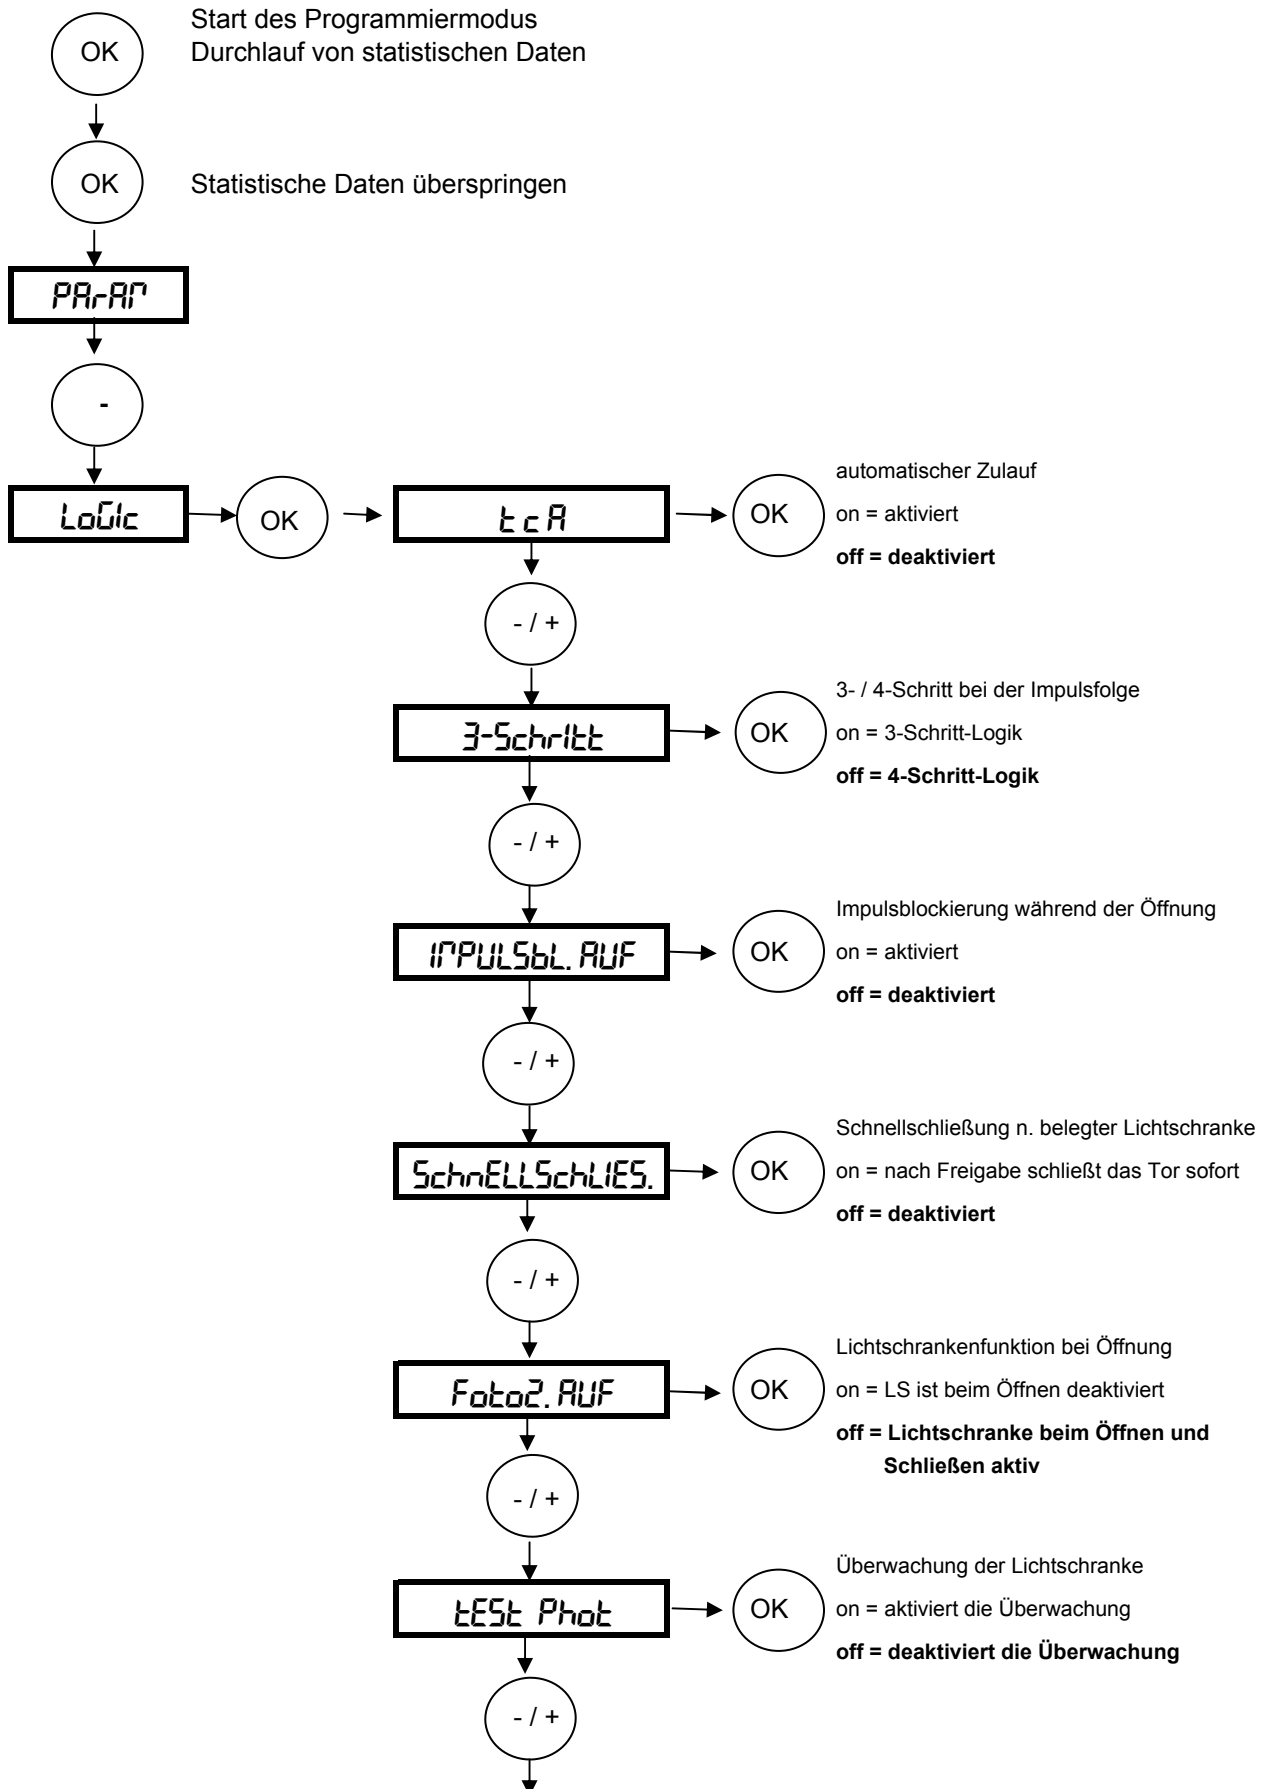 OK
Start des Programmiermodus
Durchlauf von statistischen Daten
OK
Statistische Daten überspringen
PArAM
-
LoGIc
OK
tcA
OK
automatischer Zulauf
on = aktiviert
off = deaktiviert
- / +
3-SchrItt
OK
3- / 4-Schritt bei der Impulsfolge
on = 3-Schritt-Logik
off = 4-Schritt-Logik
- / +
IMPULSbL. AUF
OK
Impulsblockierung während der Öffnung
on = aktiviert
off = deaktiviert
- / +
SchnELLSchLIES.
OK
Schnellschließung n. belegter Lichtschranke
on = nach Freigabe schließt das Tor sofort
off = deaktiviert
- / +
Foto2. AUF
OK
Lichtschrankenfunktion bei Öffnung
on = LS ist beim Öffnen deaktiviert
off = Lichtschranke beim Öffnen und
Schließen aktiv
- / +
tESt Phot
OK
Überwachung der Lichtschranke
on = aktiviert die Überwachung
off = deaktiviert die Überwachung
- / +